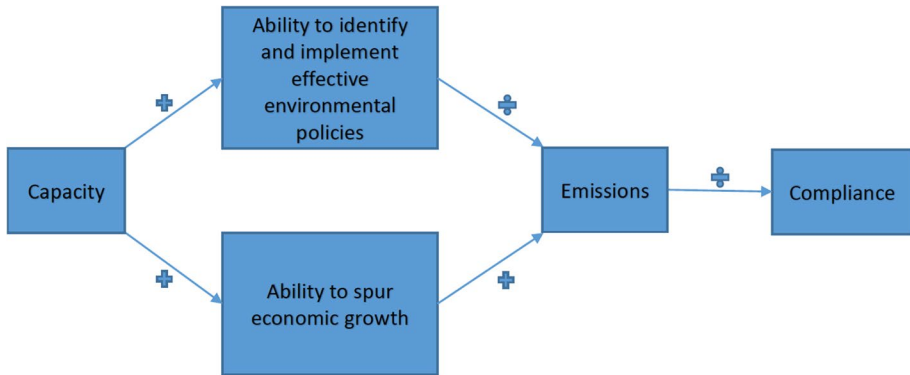 Ability to identify
and implement
effective
environmental
policies
Capacity
Emissions
Compliance
Ability to spur
economic growth